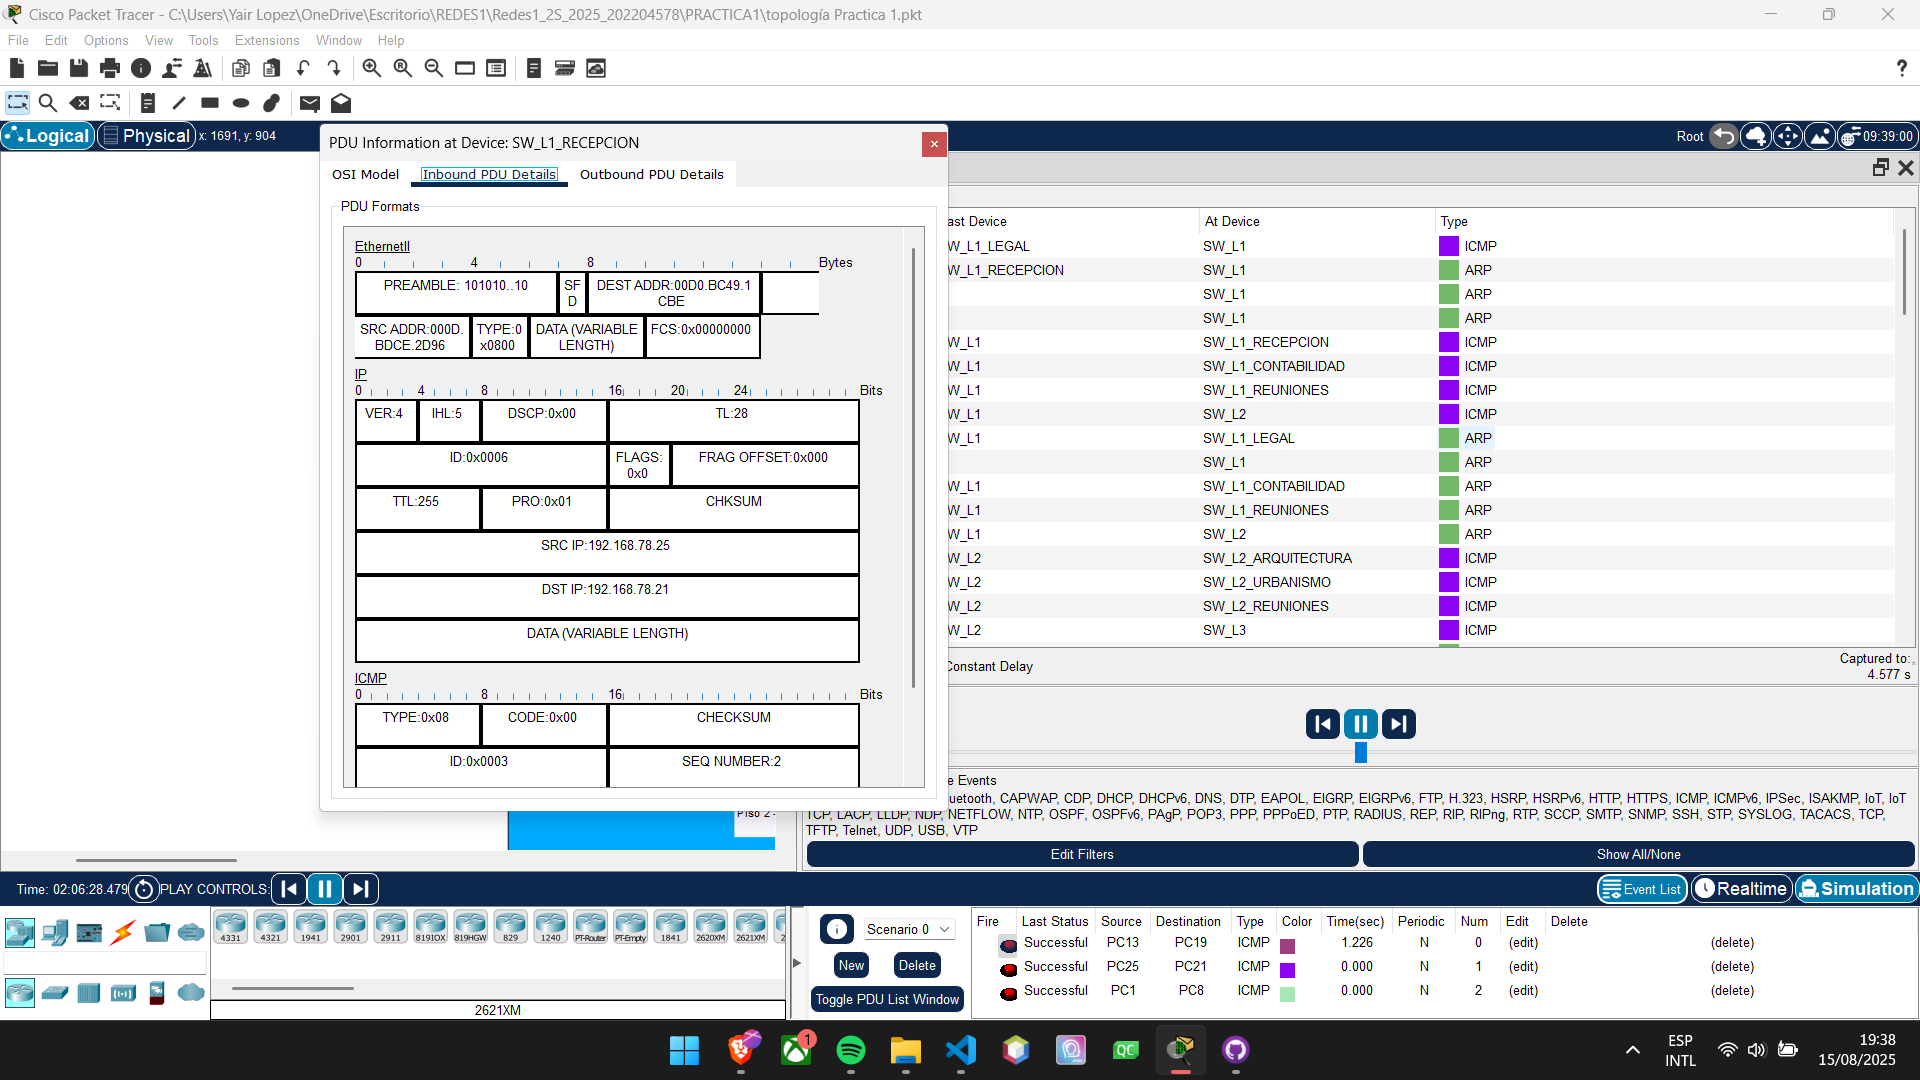 Cisco Packet Tracer - C:\Users\Yair Lopez\OneDrive\Escritorio\REDES1\Redes1_2S_2025_202204578\PRACTICA1\topología Practica 1.pkt
File Edit Options View Tools Extensions Window Help
?
Logical Physical x: 1691, y: 904
Root 09:39:00
PDU Information at Device: SW_L1_RECEPCION
OSI Model Inbound PDU Details Outbound PDU Details
PDU Formats
EthernetII
0 4 8 Bytes
PREAMBLE: 101010..10 SF DEST ADDR:00D0.BC49.1
D CBE
SRC ADDR:000D. TYPE:0 DATA (VARIABLE FCS:0x00000000
BDCE.2D96 x0800 LENGTH)
IP
0 4 8 16 20 24 Bits
VER:4 IHL:5 DSCP:0x00 TL:28
ID:0x0006 FLAGS: FRAG OFFSET:0x000
0x0
TTL:255 PRO:0x01 CHKSUM
SRC IP:192.168.78.25
DST IP:192.168.78.21
DATA (VARIABLE LENGTH)
ICMP
0 8 16 Bits
TYPE:0x08 CODE:0x00 CHECKSUM
ID:0x0003 SEQ NUMBER:2
ast Device At Device Type
W_L1_LEGAL SW_L1 ICMP
W_L1_RECEPCION SW_L1 ARP
SW_L1 ARP
SW_L1 ARP
W_L1 SW_L1_RECEPCION ICMP
W_L1 SW_L1_CONTABILIDAD ICMP
W_L1 SW_L1_REUNIONES ICMP
W_L1 SW_L2 ICMP
W_L1 SW_L1_LEGAL ARP
SW_L1 ARP
W_L1 SW_L1_CONTABILIDAD ARP
W_L1 SW_L1_REUNIONES ARP
W_L1 SW_L2 ARP
W_L2 SW_L2_ARQUITECTURA ICMP
W_L2 SW_L2_URBANISMO ICMP
W_L2 SW_L2_REUNIONES ICMP
W_L2 SW_L3 ICMP
Constant Delay Captured to:
4.577 s
e Events
uetooth, CAPWAP, CDP, DHCP, DHCPv6, DNS, DTP, EAPOL, EIGRP, EIGRPv6, FTP, H.323, HSRP, HSRPv6, HTTP, HTTPS, ICMP, ICMPv6, IPSec, ISAKMP, IoT, IoT
TCP, LACP, LLDP, NDP, NETFLOW, NTP, OSPF, OSPFv6, PAgP, POP3, PPP, PPPoED, PTP, RADIUS, REP, RIP, RIPng, RTP, SCCP, SMTP, SNMP, SSH, STP, SYSLOG, TACACS, TCP,
TFTP, Telnet, UDP, USB, VTP
Piso 2 -
Edit Filters Show All/None
Time: 02:06:28.479 PLAY CONTROLS: Event List Realtime Simulation
4331 4321 1941 2901 2911 819IOX 819HGW 829 1240 PT-Router PT-Empty 1841 2620XM 2621XM 2
2621XM
Scenario 0
New Delete
Toggle PDU List Window
Fire Last Status Source Destination Type Color Time(sec) Periodic Num Edit Delete
Successful PC13 PC19 ICMP 1.226 N 0 (edit) (delete)
Successful PC25 PC21 ICMP 0.000 N 1 (edit) (delete)
Successful PC1 PC8 ICMP 0.000 N 2 (edit) (delete)
1
QC
ESP
INTL
19:38
15/08/2025